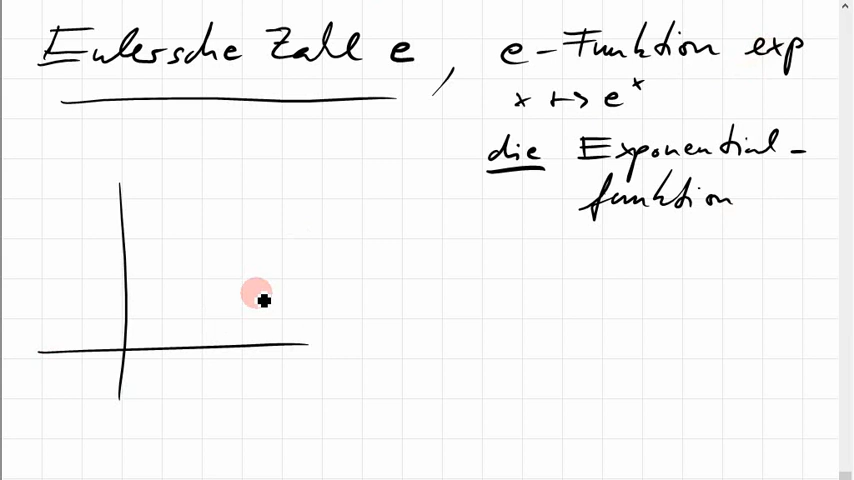 Eulersche Zahl e, e-Funktion exp
x ↦ eˣ
die Exponential-
funktion